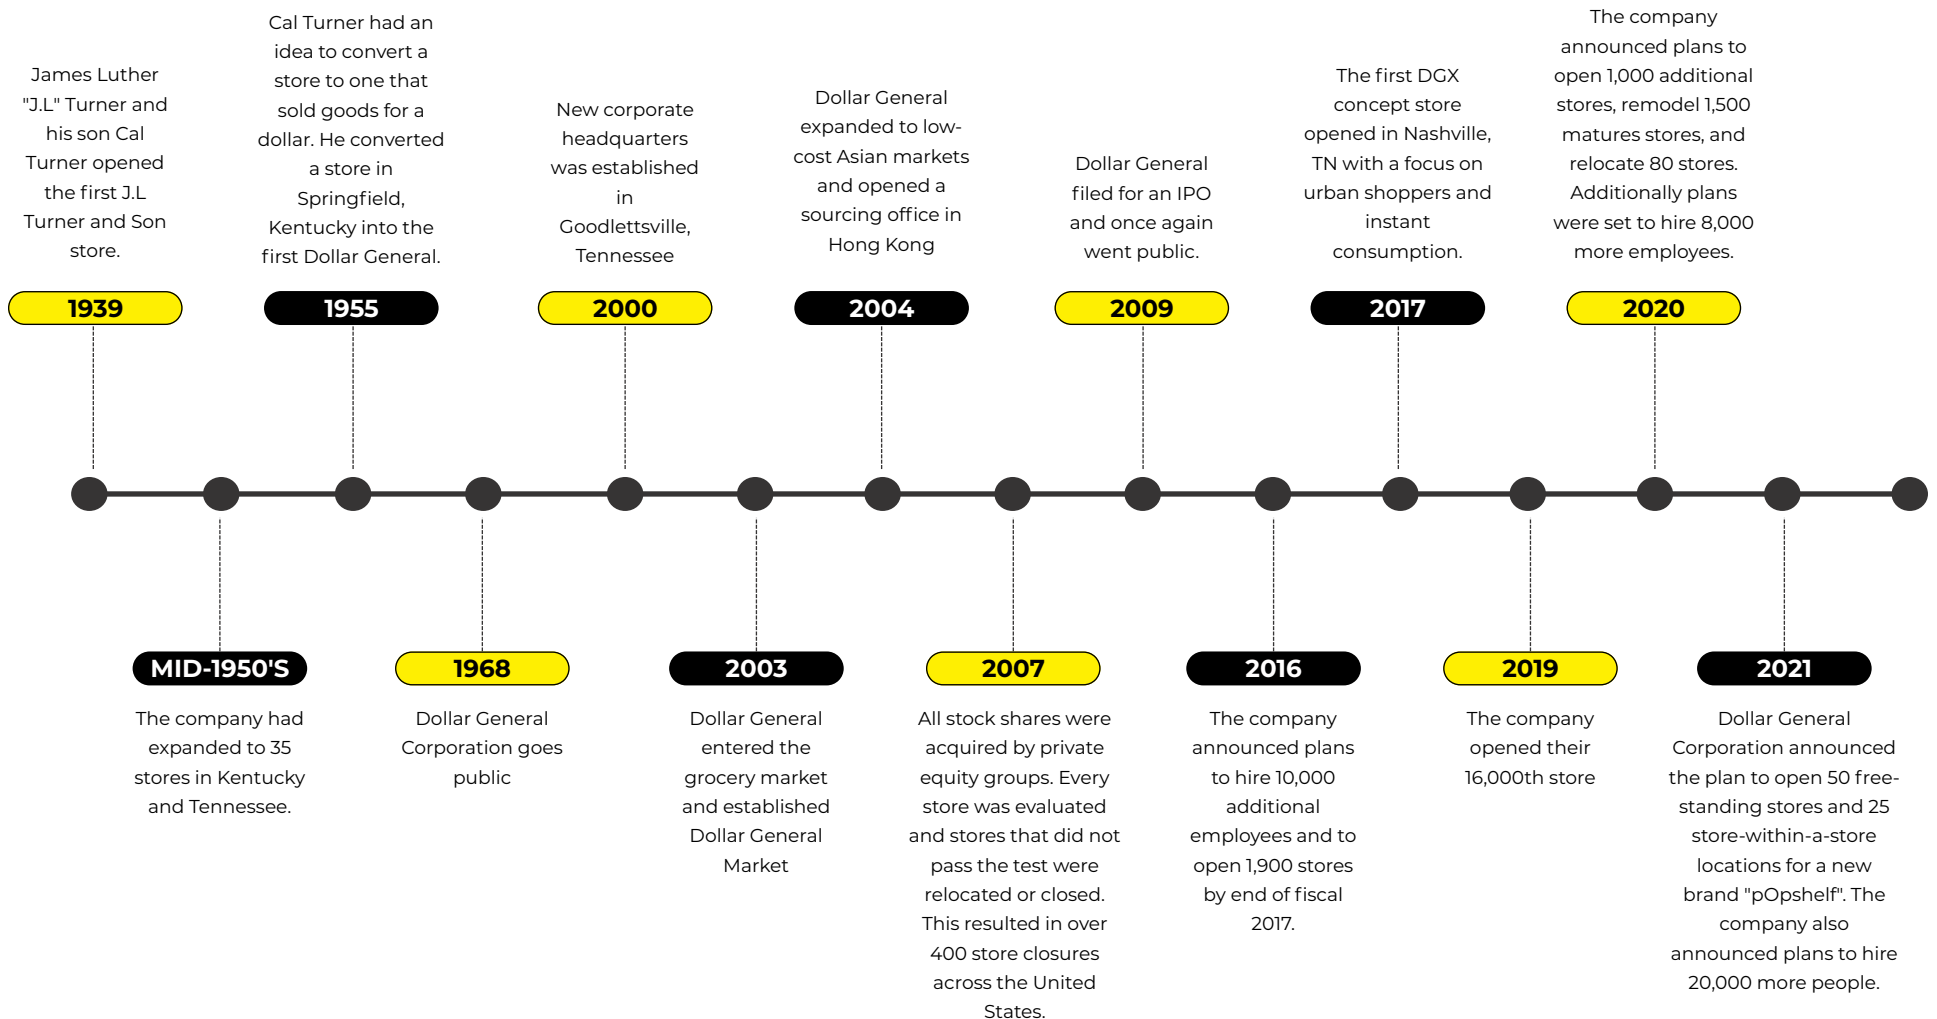 James Luther
"J.L" Turner and
his son Cal
Turner opened
the first J.L
Turner and Son
store.
1939
MID-1950'S
The company had
expanded to 35
stores in Kentucky
and Tennessee.
Cal Turner had an
idea to convert a
store to one that
sold goods for a
dollar. He converted
a store in
Springfield,
Kentucky into the
first Dollar General.
1955
1968
Dollar General
Corporation goes
public
New corporate
headquarters
was established
in
Goodlettsville,
Tennessee
2000
2003
Dollar General
entered the
grocery market
and established
Dollar General
Market
Dollar General
expanded to low-
cost Asian markets
and opened a
sourcing office in
Hong Kong
2004
2007
All stock shares were
acquired by private
equity groups. Every
store was evaluated
and stores that did not
pass the test were
relocated or closed.
This resulted in over
400 store closures
across the United
States.
Dollar General
filed for an IPO
and once again
went public.
2009
2016
The company
announced plans
to hire 10,000
additional
employees and to
open 1,900 stores
by end of fiscal
2017.
The first DGX
concept store
opened in Nashville,
TN with a focus on
urban shoppers and
instant
consumption.
2017
2019
The company
opened their
16,000th store
The company
announced plans to
open 1,000 additional
stores, remodel 1,500
matures stores, and
relocate 80 stores.
Additionally plans
were set to hire 8,000
more employees.
2020
2021
Dollar General
Corporation announced
the plan to open 50 free-
standing stores and 25
store-within-a-store
locations for a new
brand "pOpshelf". The
company also
announced plans to hire
20,000 more people.